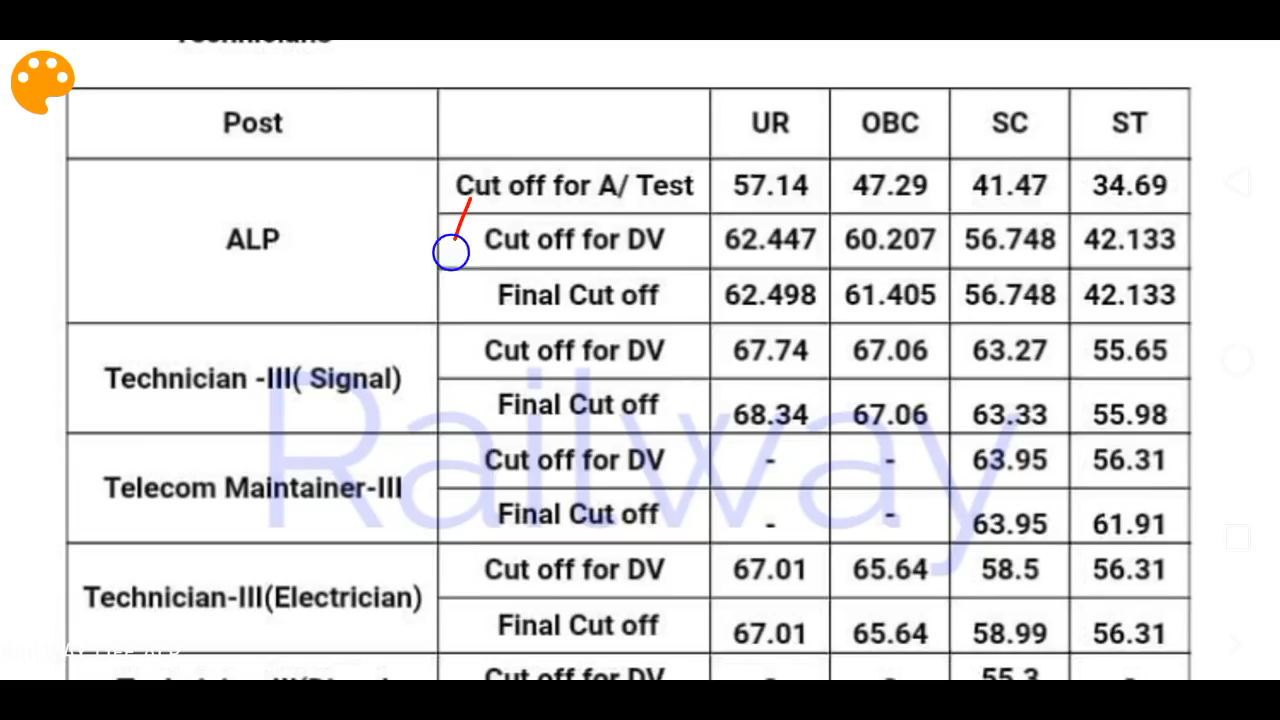 Technicians
Post UR OBC SC ST
ALP
Cut off for A/ Test 57.14 47.29 41.47 34.69
Cut off for DV 62.447 60.207 56.748 42.133
Final Cut off 62.498 61.405 56.748 42.133
Technician -III( Signal)
Cut off for DV 67.74 67.06 63.27 55.65
Final Cut off 68.34 67.06 63.33 55.98
Telecom Maintainer-III
Cut off for DV - - 63.95 56.31
Final Cut off - - 63.95 61.91
Technician-III(Electrician)
Cut off for DV 67.01 65.64 58.5 56.31
Final Cut off 67.01 65.64 58.99 56.31
Cut off for DV - - 55.3 -
Railway